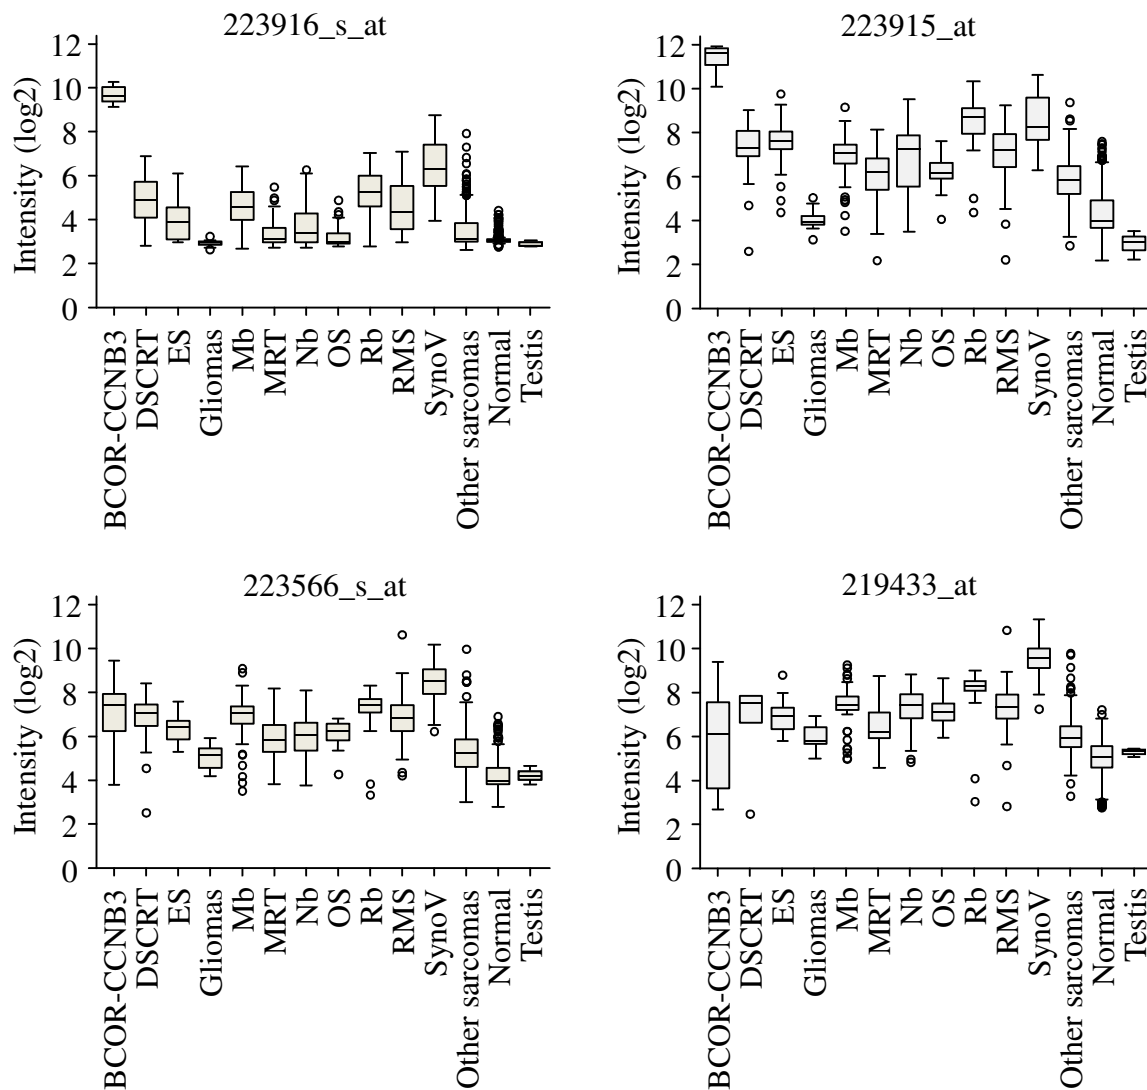 223916_s_at
Intensity (log2)
12
10
8
6
4
2
0
BCOR-CCNB3
DSCRT
ES
Gliomas
Mb
MRT
Nb
OS
Rb
RMS
SynoV
Other sarcomas
Normal
Testis
223915_at
Intensity (log2)
12
10
8
6
4
2
0
BCOR-CCNB3
DSCRT
ES
Gliomas
Mb
MRT
Nb
OS
Rb
RMS
SynoV
Other sarcomas
Normal
Testis
223566_s_at
Intensity (log2)
12
10
8
6
4
2
0
BCOR-CCNB3
DSCRT
ES
Gliomas
Mb
MRT
Nb
OS
Rb
RMS
SynoV
Other sarcomas
Normal
Testis
219433_at
Intensity (log2)
12
10
8
6
4
2
0
BCOR-CCNB3
DSCRT
ES
Gliomas
Mb
MRT
Nb
OS
Rb
RMS
SynoV
Other sarcomas
Normal
Testis